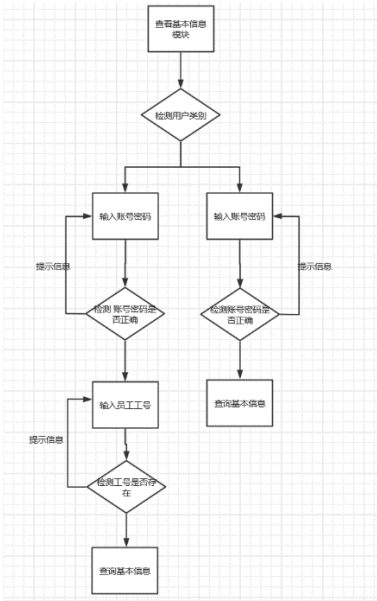 查看基本信息
模块
检测用户类别
输入账号密码
输入账号密码
提示信息
提示信息
检测 账号密码是
否正确
检测账号密码是
否正确
输入员工工号
查询基本信息
提示信息
检测工号是否存
在
查询基本信息